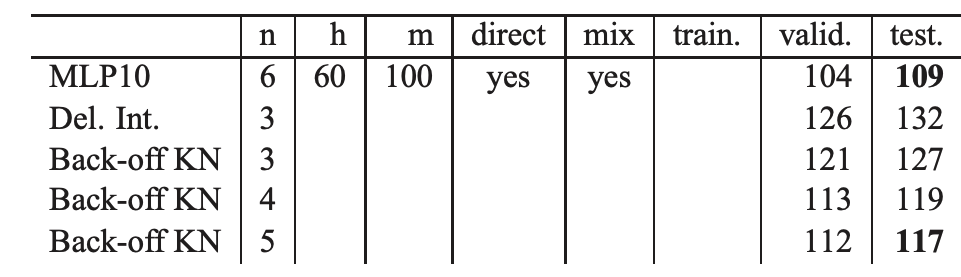 n h m direct mix train. valid. test.
MLP10 6 60 100 yes yes 104 109
Del. Int. 3 126 132
Back-off KN 3 121 127
Back-off KN 4 113 119
Back-off KN 5 112 117